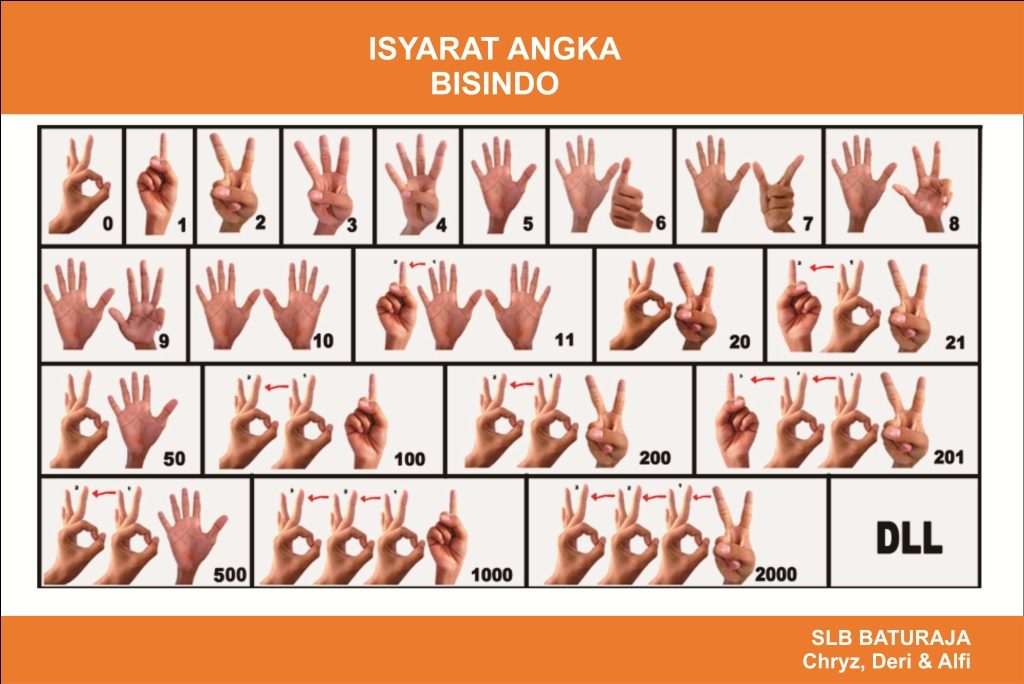 ISYARAT ANGKA
BISINDO
0 1 2 3 4 5 6 7 8
9 10 11 20 21
50 100 200 201
500 1000 2000 DLL
SLB BATURAJA
Chryz, Deri & Alfi